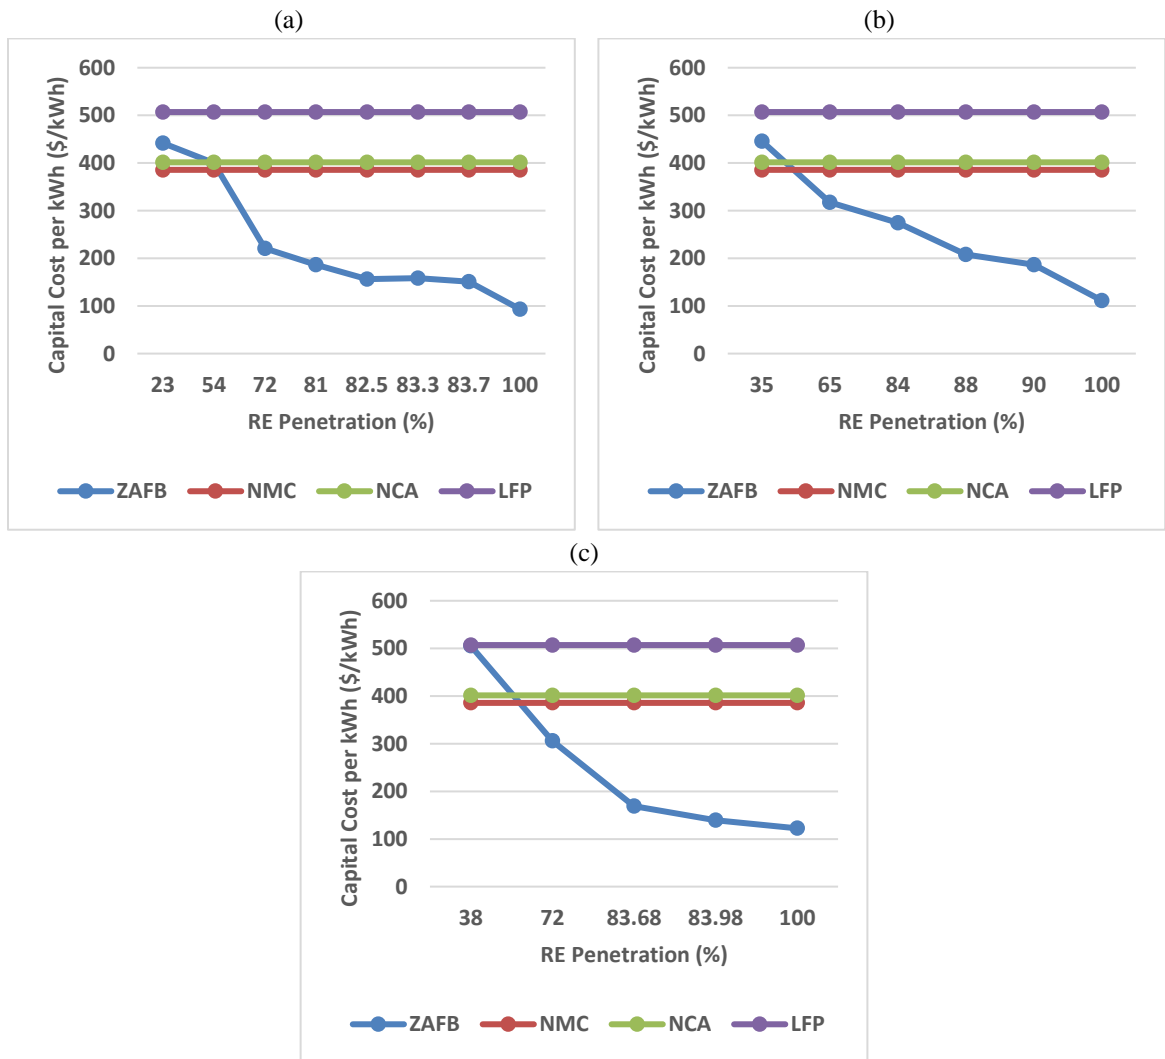 (a)
(b)
Capital Cost per kWh ($/kWh)
600
500
400
300
200
100
0
23 54 72 81 82.5 83.3 83.7 100
RE Penetration (%)
ZAFB NMC NCA LFP
Capital Cost per kWh ($/kWh)
600
500
400
300
200
100
0
35 65 84 88 90 100
RE Penetration (%)
ZAFB NMC NCA LFP
(c)
Capital Cost per kWh ($/kWh)
600
500
400
300
200
100
0
38 72 83.68 83.98 100
RE Penetration (%)
ZAFB NMC NCA LFP